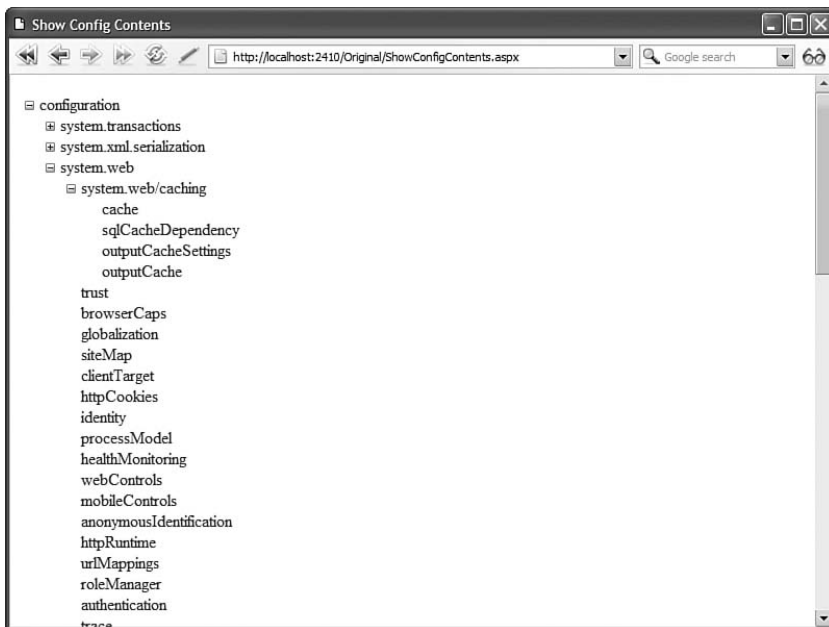 Show Config Contents
http://localhost:2410/Original/ShowConfigContents.aspx
Google search
configuration
system.transactions
system.xml.serialization
system.web
system.web/caching
cache
sqlCacheDependency
outputCacheSettings
outputCache
trust
browserCaps
globalization
siteMap
clientTarget
httpCookies
identity
processModel
healthMonitoring
webControls
mobileControls
anonymousIdentification
httpRuntime
urlMappings
roleManager
authentication
trace